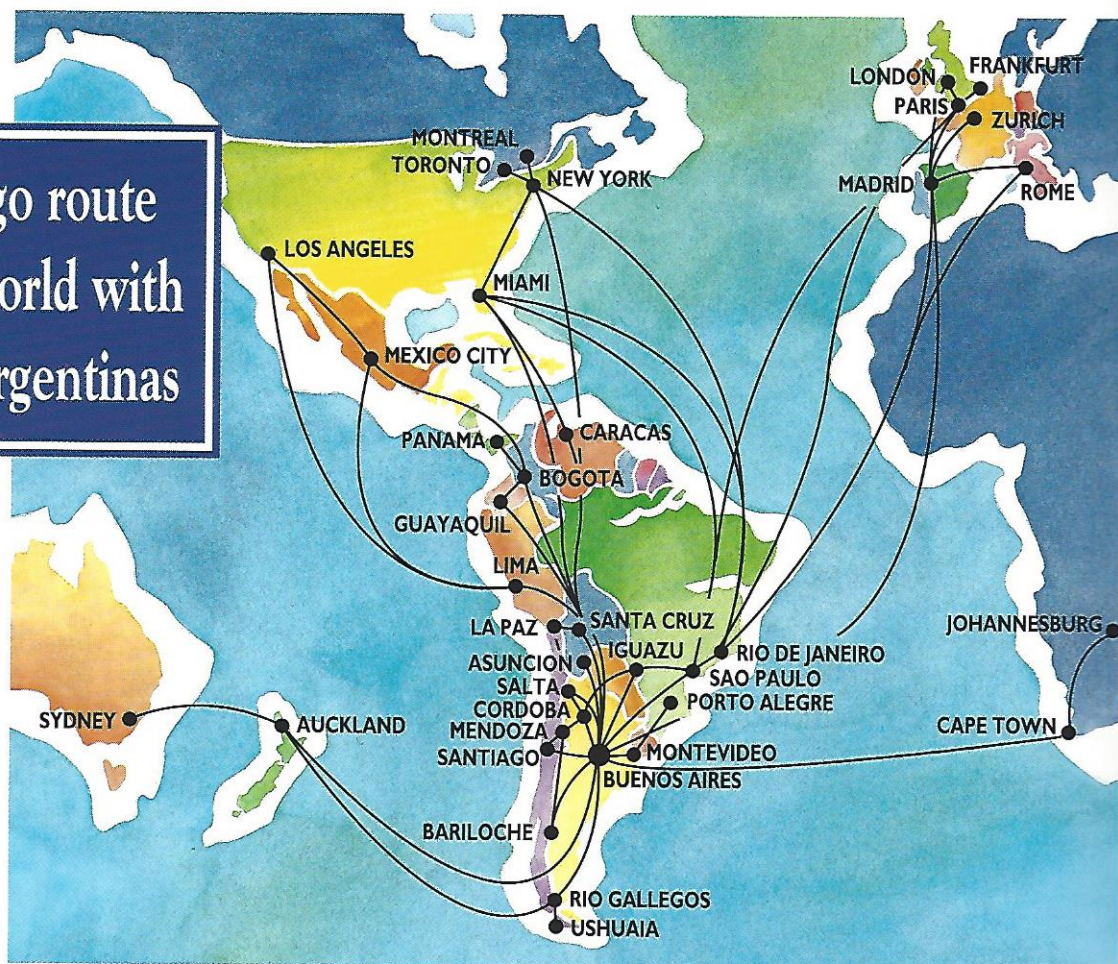 go route
orld with
rgentinas
LONDON
FRANKFURT
PARIS
ZURICH
MONTREAL
TORONTO
NEW YORK
MADRID
ROME
LOS ANGELES
MIAMI
MEXICO CITY
PANAMA
CARACAS
BOGOTA
GUAYAQUIL
LIMA
LA PAZ
SANTA CRUZ
JOHANNESBURG
ASUNCION
IGUAZU
RIO DE JANEIRO
SALTA
SAO PAULO
CORDOBA
PORTO ALEGRE
SYDNEY
AUCKLAND
MENDOZA
CAPE TOWN
SANTIAGO
MONTEVIDEO
BUENOS AIRES
BARILOCHE
RIO GALLEGOS
USHUAIA